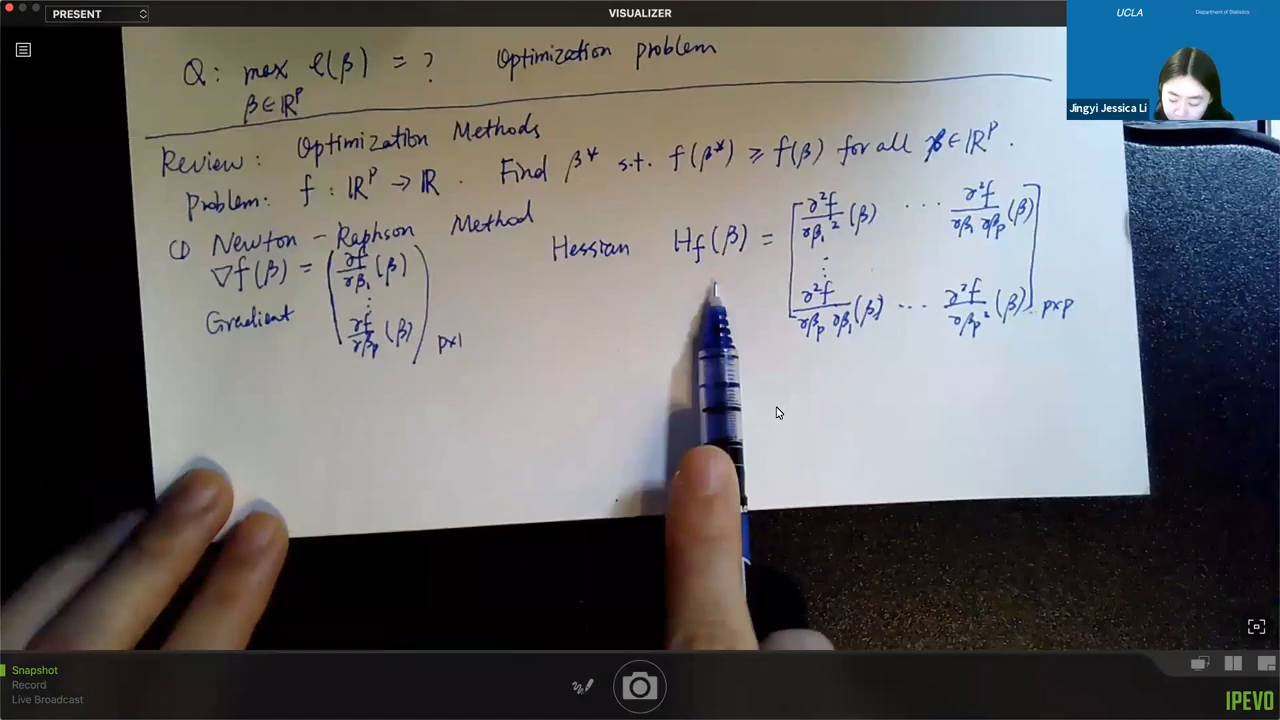 PRESENT
VISUALIZER
UCLA
Department of Statistics
Jingyi Jessica Li
Q: max ℓ(β) = ? Optimization problem
β∈ℝᵖ
Review: Optimization Methods
Problem: f : ℝᵖ → ℝ. Find β* s.t. f(β*) ≥ f(β) for all β∈ℝᵖ.
① Newton - Raphson Method
∇f(β) = (∂f/∂β₁ (β) ⋮ ∂f/∂βₚ (β)) p×1
Gradient
Hessian Hf(β) = [∂²f/∂β₁² (β) ... ∂²f/∂β₁ ∂βₚ (β)
⋮
∂²f/∂βₚ ∂β₁ (β) ... ∂²f/∂βₚ² (β)] p×p
Snapshot
Record
Live Broadcast
IPEVO